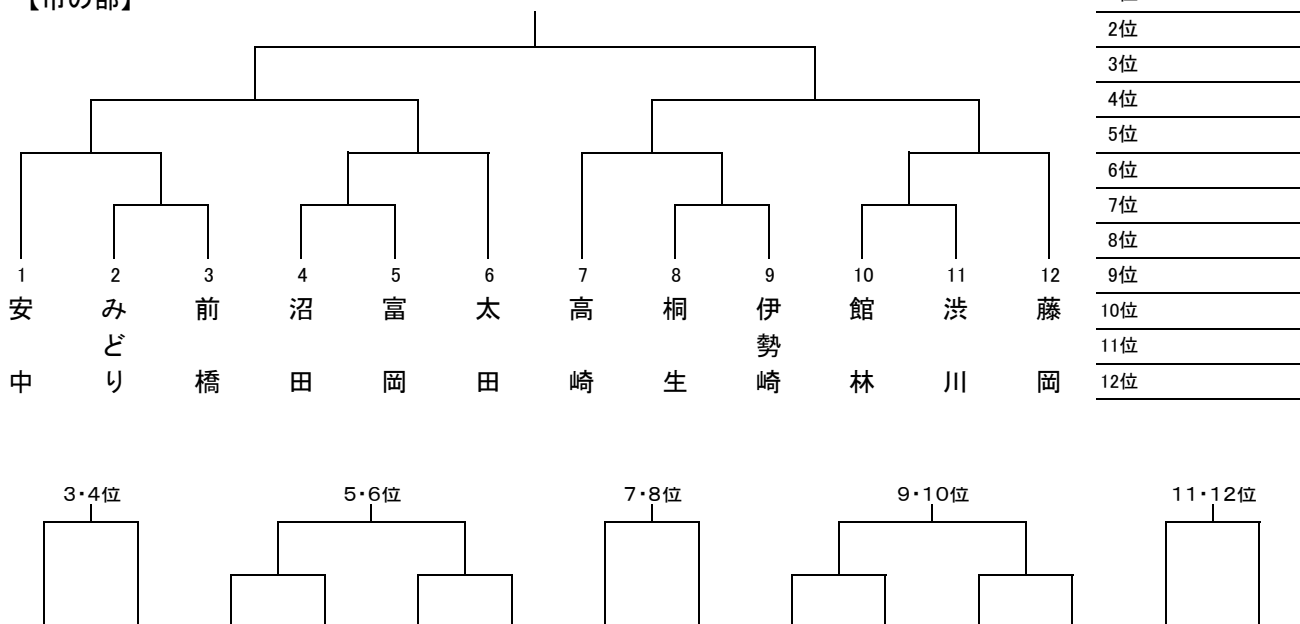 【市の部】
2位
3位
4位
5位
6位
7位
8位
9位
10位
11位
12位
1 2 3 4 5 6 7 8 9 10 11 12
安中
みどり
前橋
沼田
富岡
太田
高崎
桐生
伊勢崎
館林
渋川
藤岡
3・4位 5・6位 7・8位 9・10位 11・12位